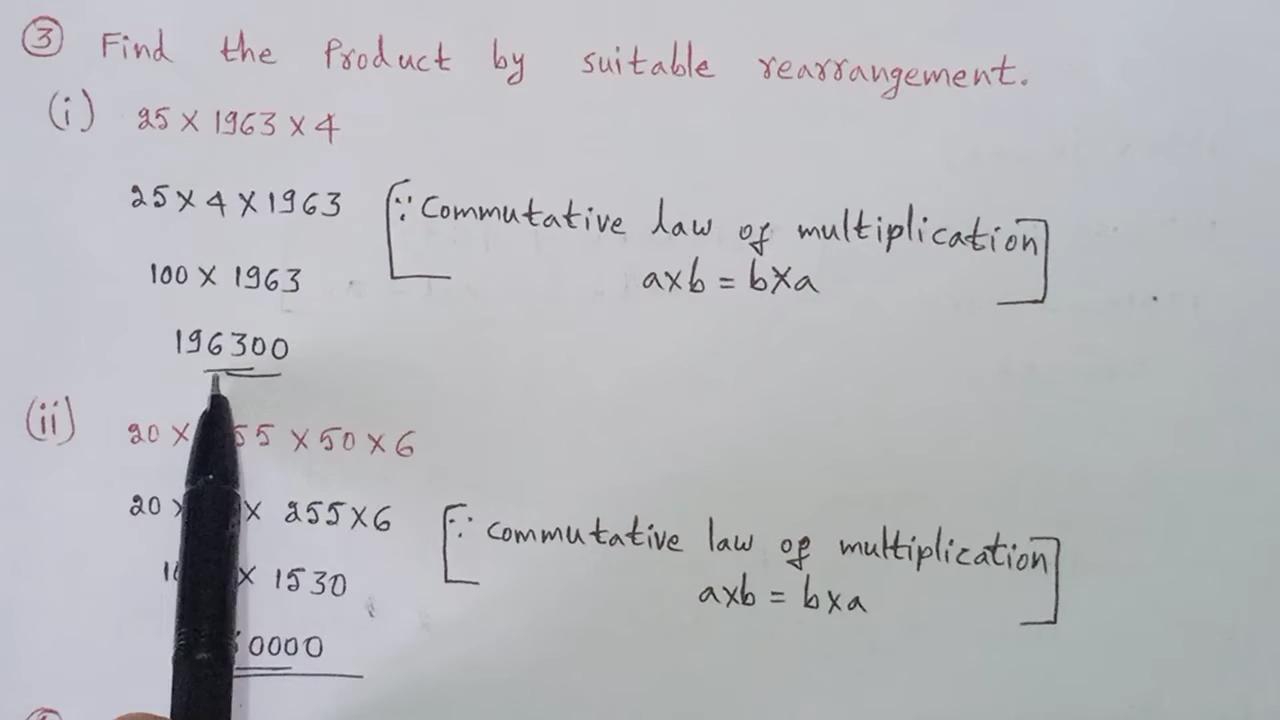 ③ Find the Product by suitable rearrangement.
(i) 25 × 1963 × 4
25 × 4 × 1963 [∵ Commutative law of multiplication]
100 × 1963 a×b = b×a
196300
(ii) 20 × 55 × 50 × 6
20 × × 255 × 6 [∵ commutative law of multiplication]
× 1530 a×b = b×a
0000